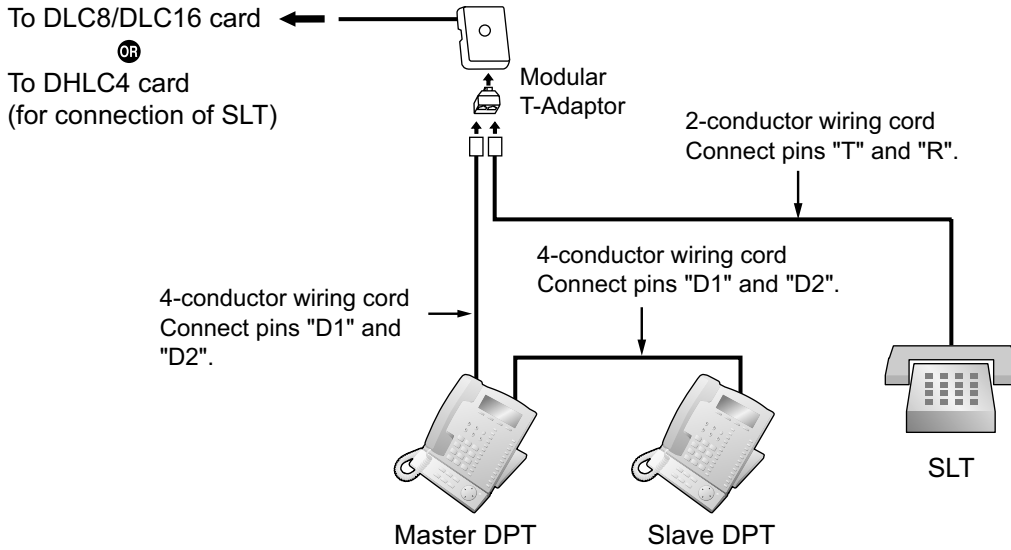 To DLC8/DLC16 card
OR
To DHLC4 card
(for connection of SLT)
Modular
T-Adaptor
2-conductor wiring cord
Connect pins "T" and "R".
4-conductor wiring cord
Connect pins "D1" and "D2".
4-conductor wiring cord
Connect pins "D1" and
"D2".
SLT
Master DPT
Slave DPT